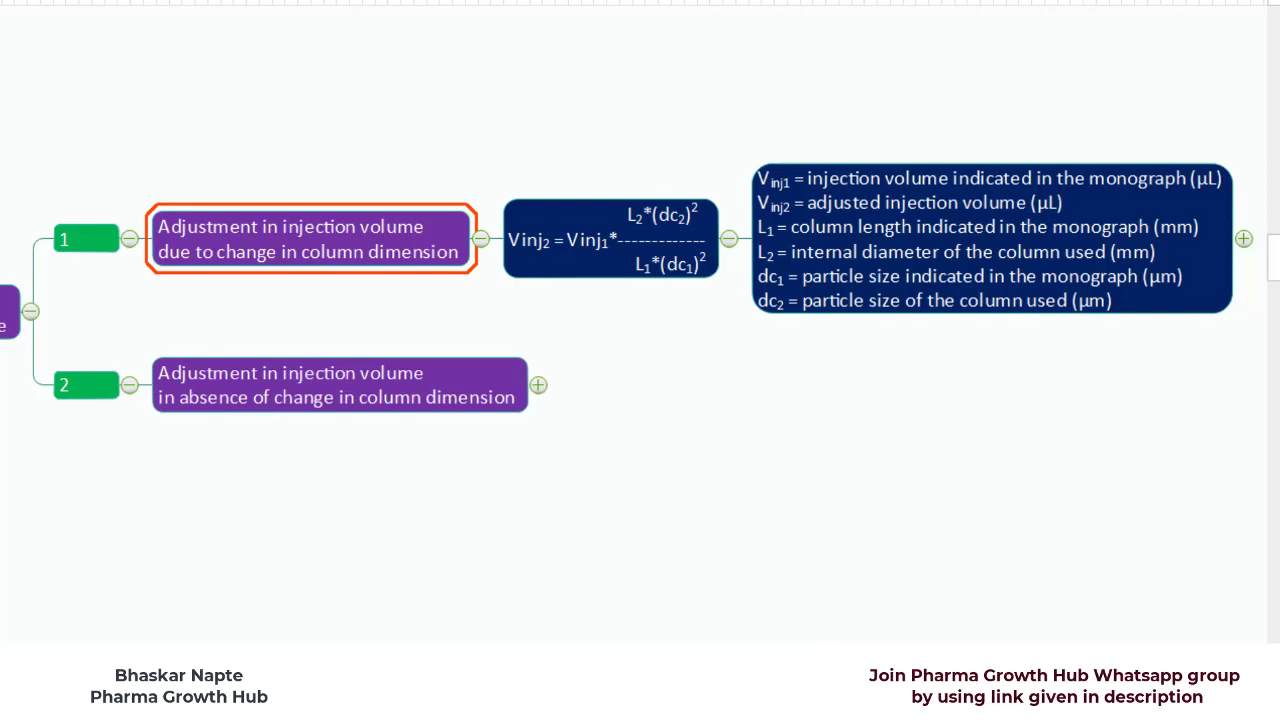 1
Adjustment in injection volume
due to change in column dimension
L₂*(dc₂)²
Vinj₂ = Vinj₁*-------------
L₁*(dc₁)²
Vinj1 = injection volume indicated in the monograph (µL)
Vinj2 = adjusted injection volume (µL)
L₁ = column length indicated in the monograph (mm)
L₂ = internal diameter of the column used (mm)
dc₁ = particle size indicated in the monograph (µm)
dc₂ = particle size of the column used (µm)
e
2
Adjustment in injection volume
in absence of change in column dimension
Bhaskar Napte
Pharma Growth Hub
Join Pharma Growth Hub Whatsapp group
by using link given in description